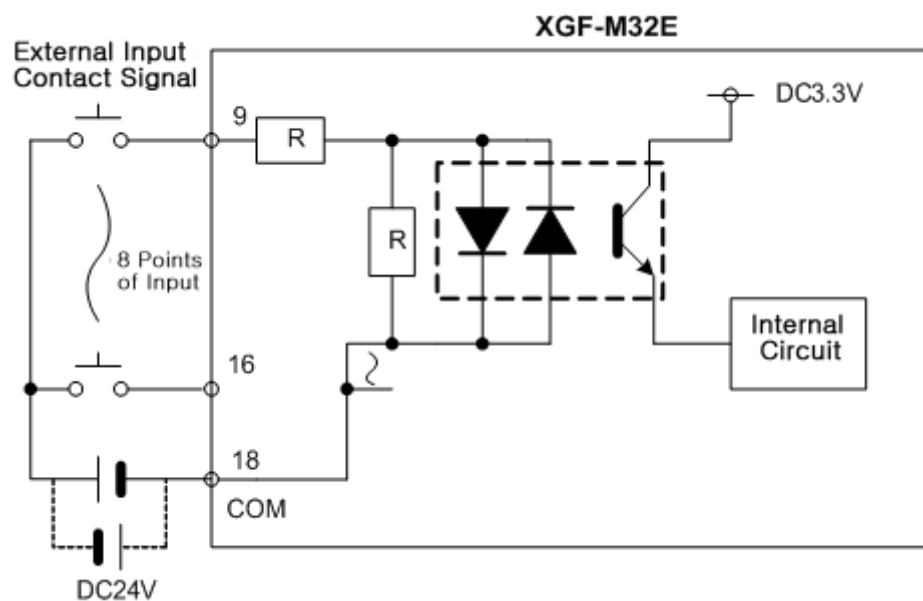 XGF-M32E
External Input
Contact Signal
9
R
DC3.3V
R
8 Points
of Input
Internal
Circuit
16
18
COM
DC24V